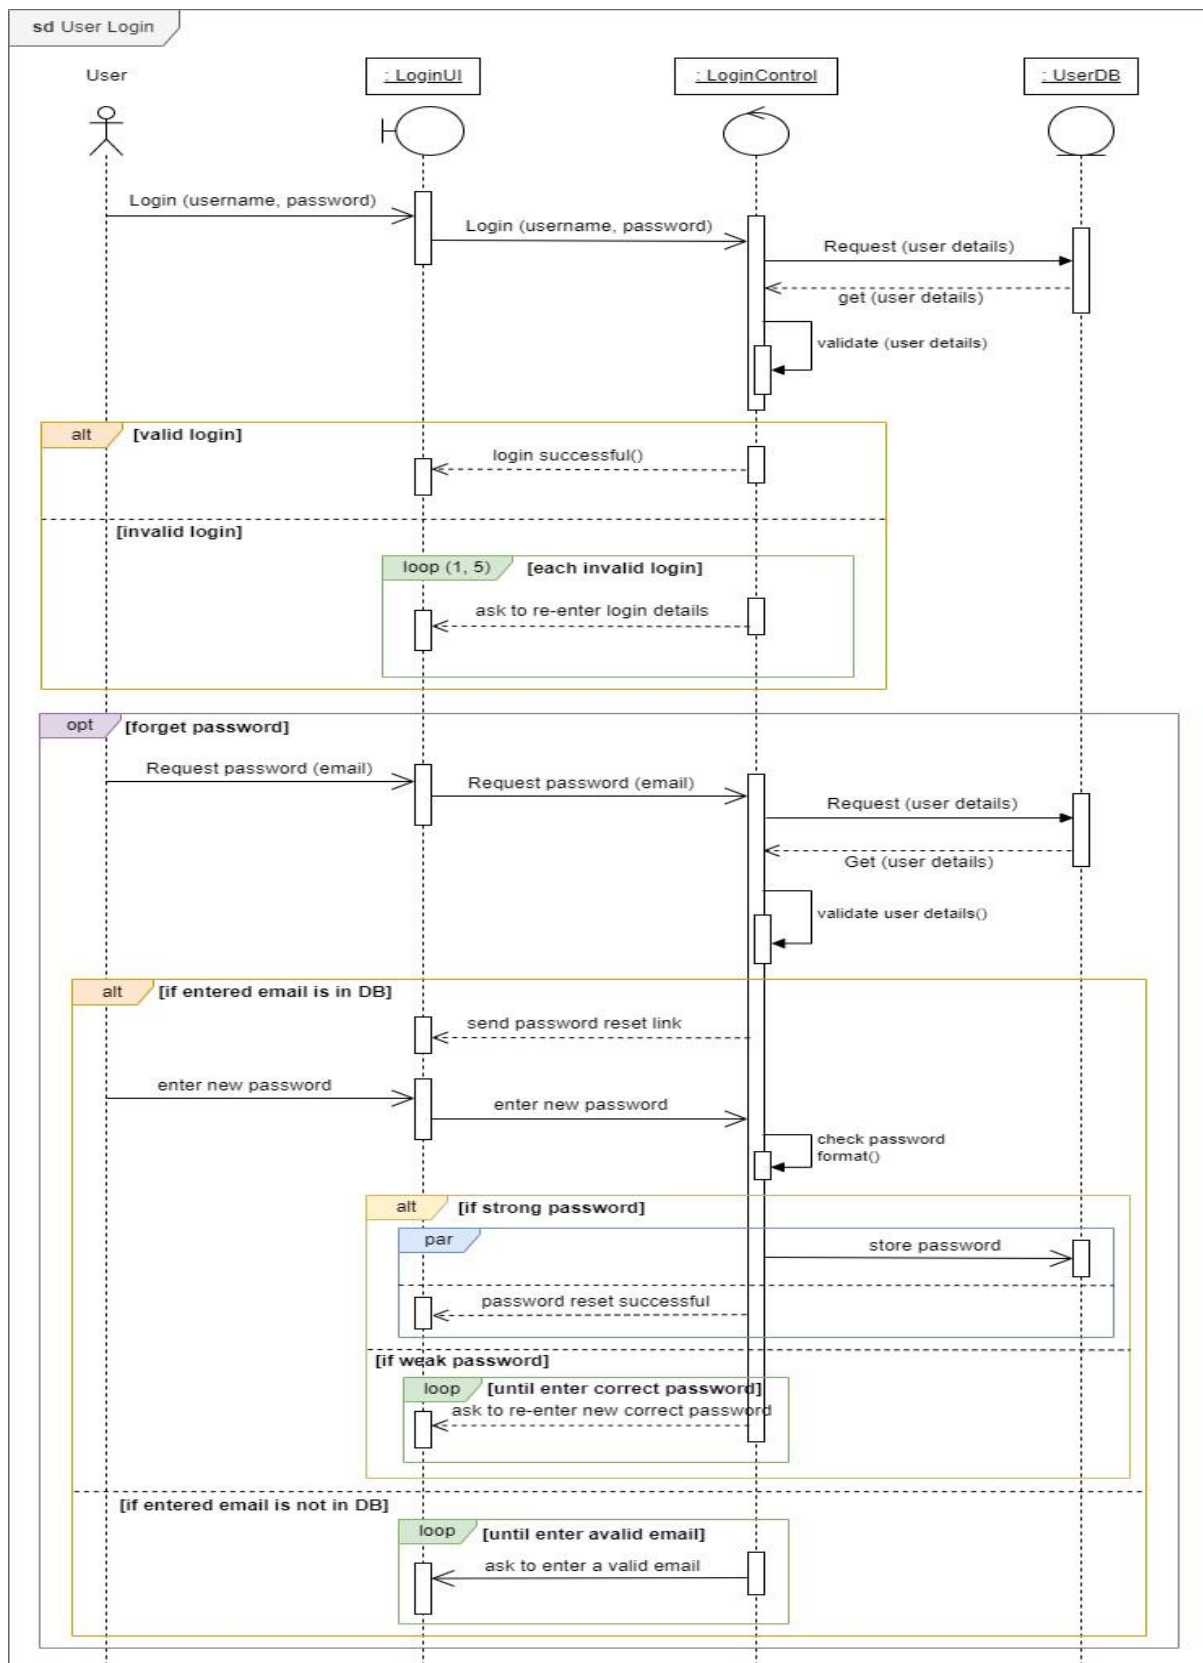 sd User Login
User
: LoginUI
: LoginControl
: UserDB
Login (username, password)
Login (username, password)
Request (user details)
get (user details)
validate (user details)
alt
[valid login]
login successful()
[invalid login]
loop (1, 5)
[each invalid login]
ask to re-enter login details
opt
[forget password]
Request password (email)
Request password (email)
Request (user details)
Get (user details)
validate user details()
alt
[if entered email is in DB]
send password reset link
enter new password
enter new password
check password
format()
alt
[if strong password]
par
store password
password reset successful
[if weak password]
loop
[until enter correct password]
ask to re-enter new correct password
[if entered email is not in DB]
loop
[until enter avalid email]
ask to enter a valid email